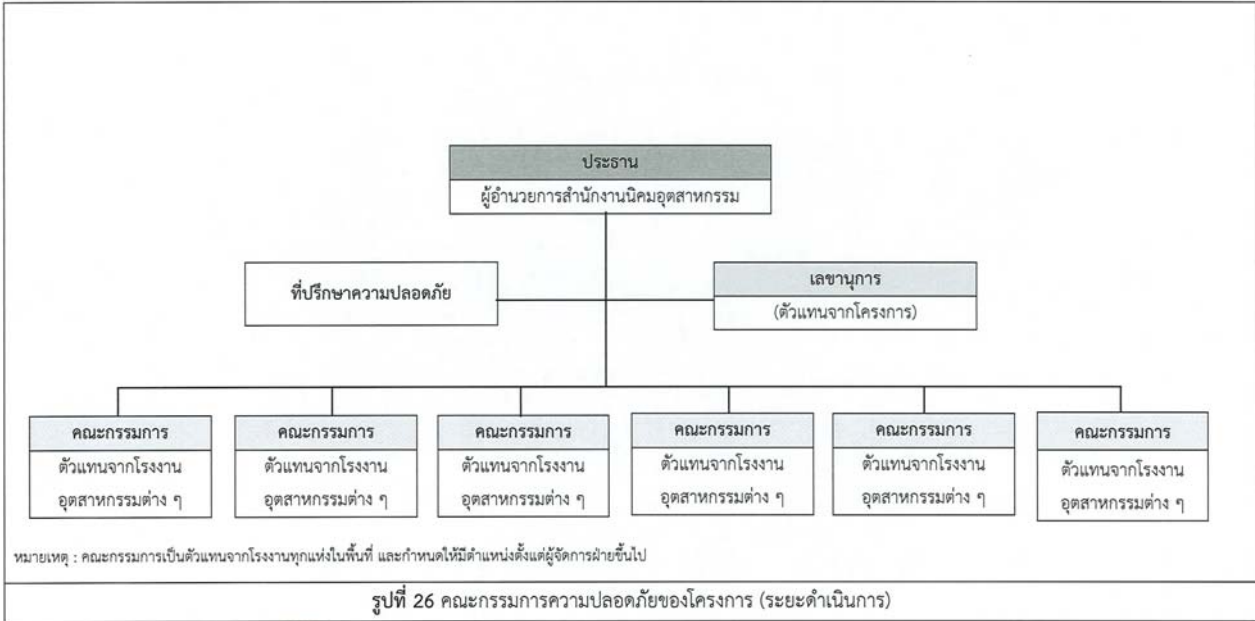 ประธาน
ผู้อำนวยการสำนักงานนิคมอุตสาหกรรม
ที่ปรึกษาความปลอดภัย
เลขานุการ
(ตัวแทนจากโครงการ)
คณะกรรมการ
ตัวแทนจากโรงงาน
อุตสาหกรรมต่าง ๆ
คณะกรรมการ
ตัวแทนจากโรงงาน
อุตสาหกรรมต่าง ๆ
คณะกรรมการ
ตัวแทนจากโรงงาน
อุตสาหกรรมต่าง ๆ
คณะกรรมการ
ตัวแทนจากโรงงาน
อุตสาหกรรมต่าง ๆ
คณะกรรมการ
ตัวแทนจากโรงงาน
อุตสาหกรรมต่าง ๆ
คณะกรรมการ
ตัวแทนจากโรงงาน
อุตสาหกรรมต่าง ๆ
หมายเหตุ : คณะกรรมการเป็นตัวแทนจากโรงงานทุกแห่งในพื้นที่ และกำหนดให้มีตำแหน่งตั้งแต่ผู้จัดการฝ่ายขึ้นไป
รูปที่ 26 คณะกรรมการความปลอดภัยของโครงการ (ระยะดำเนินการ)